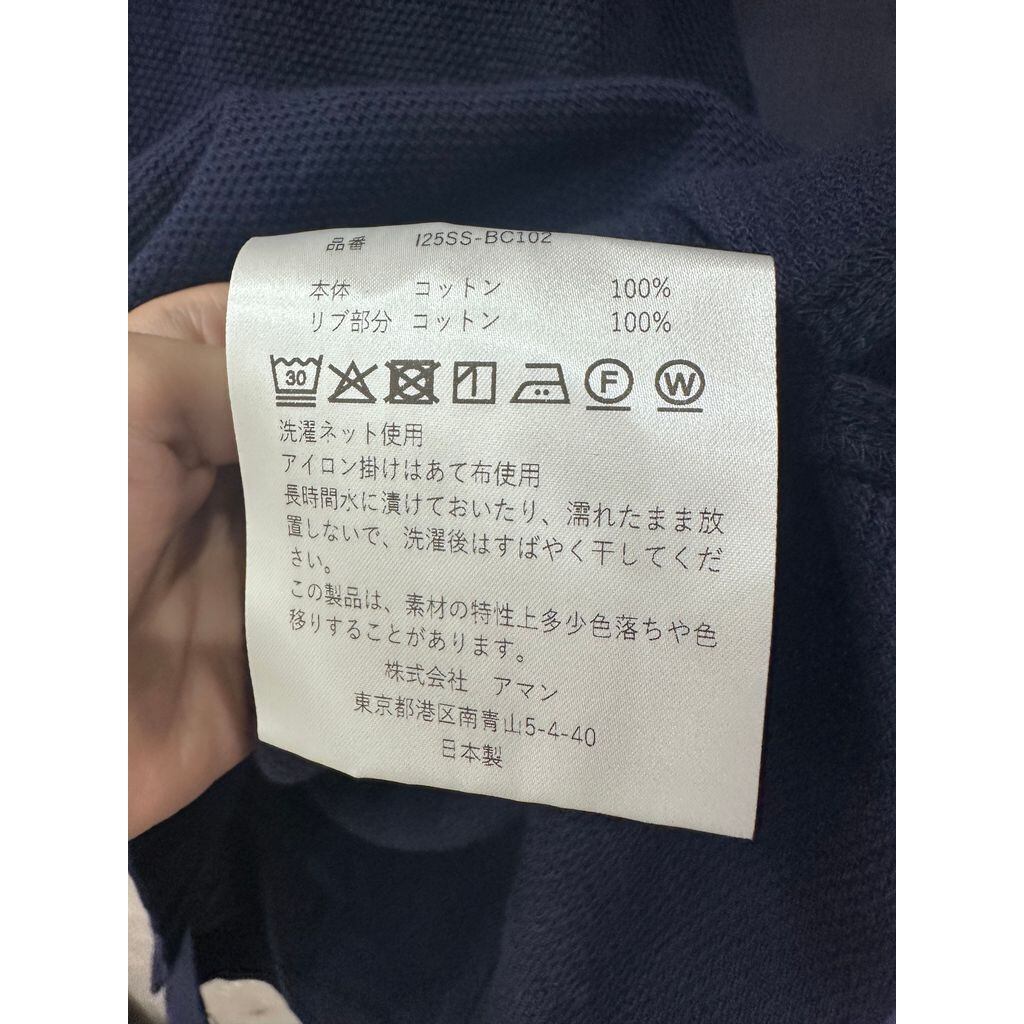 品番 I25SS-BC102
本体 コットン 100%
リブ部分 コットン 100%
30 F W
洗濯ネット使用
アイロン掛けはあて布使用
長時間水に漬けておいたり、濡れたまま放
置しないで、洗濯後はすばやく干してくだ
さい。
この製品は、素材の特性上多少色落ちや色
移りすることがあります。
株式会社 アマン
東京都港区南青山5-4-40
日本製